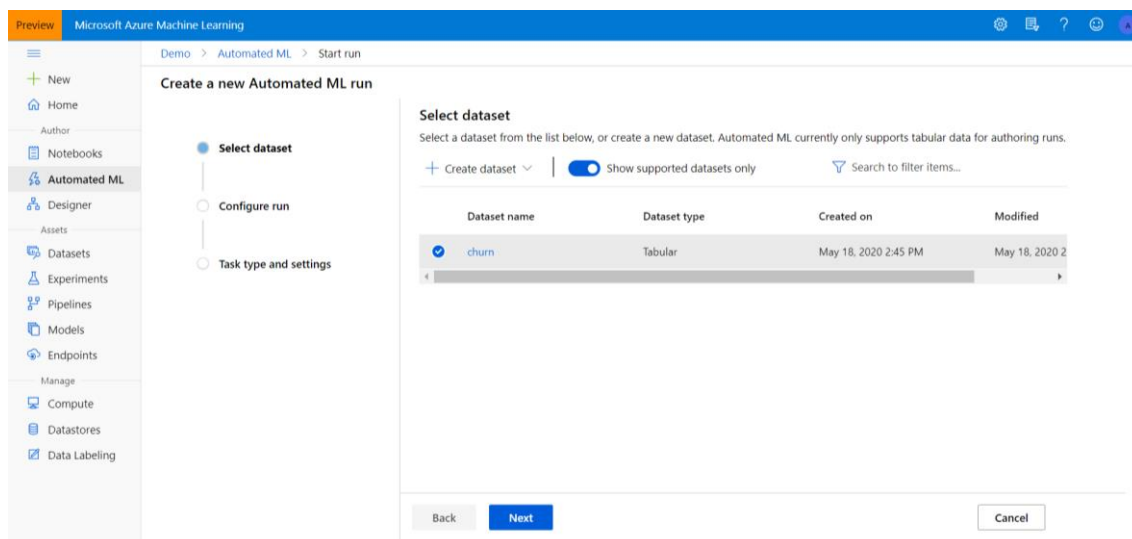 Preview Microsoft Azure Machine Learning
Demo > Automated ML > Start run
New
Home
Author
Notebooks
Automated ML
Designer
Assets
Datasets
Experiments
Pipelines
Models
Endpoints
Manage
Compute
Datastores
Data Labeling
Create a new Automated ML run
Select dataset
Configure run
Task type and settings
Select dataset
Select a dataset from the list below, or create a new dataset. Automated ML currently only supports tabular data for authoring runs.
Create dataset Show supported datasets only Search to filter items...
Dataset name Dataset type Created on Modified
churn Tabular May 18, 2020 2:45 PM May 18, 2020 2
Back Next Cancel